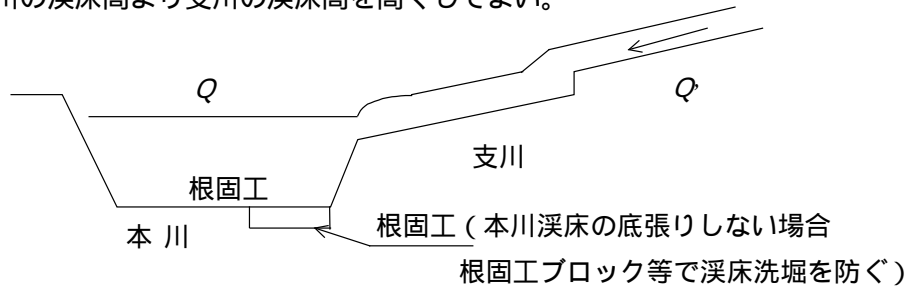 川の渓床高より支川の渓床高を高くしてよい。
Q
Q'
支川
根固工
本 川
根固工（本川渓床の底張りしない場合
根固工ブロック等で渓床洗掘を防ぐ）